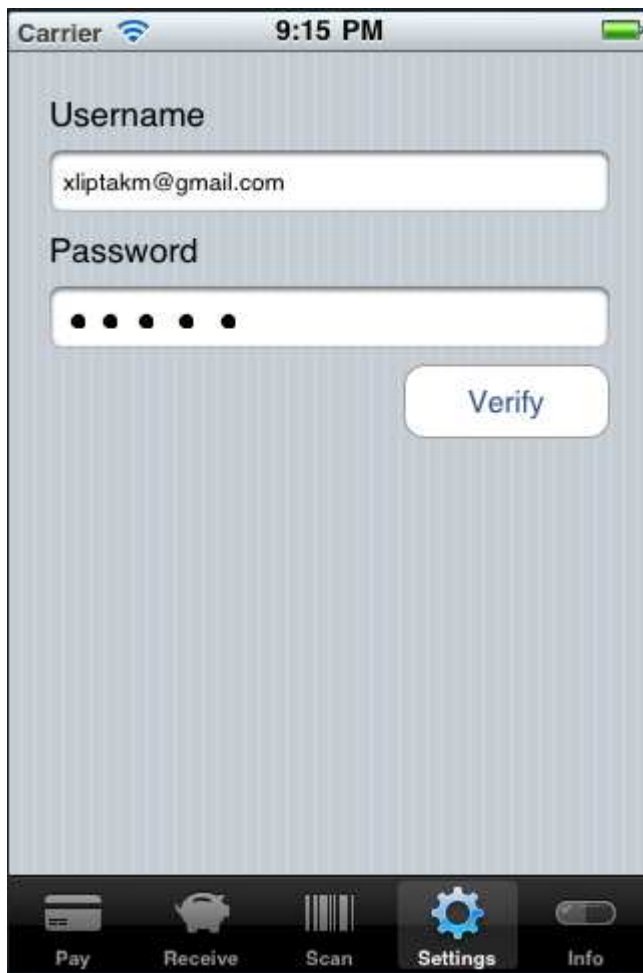 Carrier 9:15 PM
Username
xliptakm@gmail.com
Password
Verify
Pay Receive Scan Settings Info